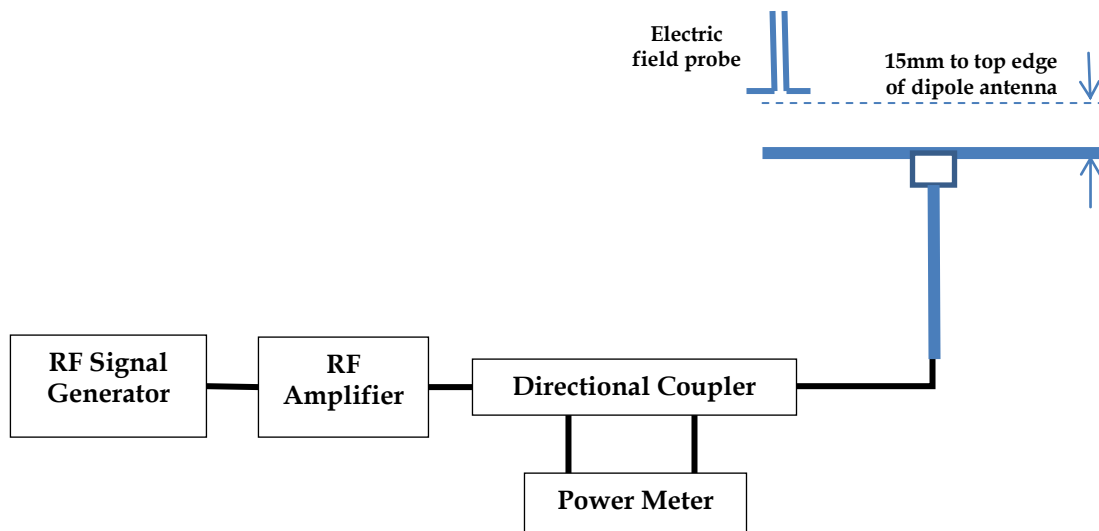 Electric
field probe
15mm to top edge
of dipole antenna
RF Signal
Generator
RF
Amplifier
Directional Coupler
Power Meter